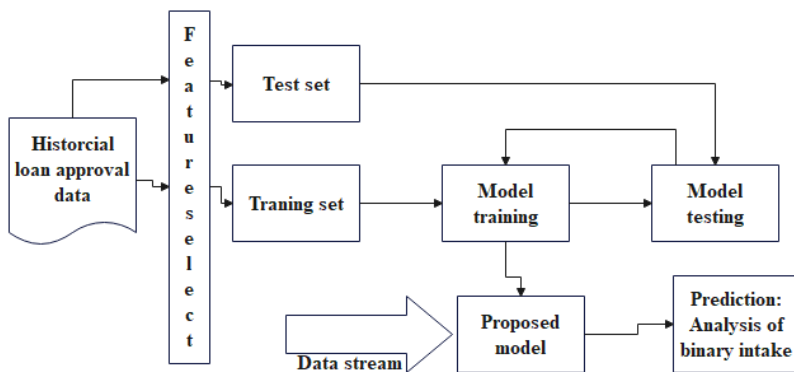 Featureselect
Test set
Historcial
loan approval
data
Traning set
Model
training
Model
testing
Data stream
Proposed
model
Prediction:
Analysis of
binary intake